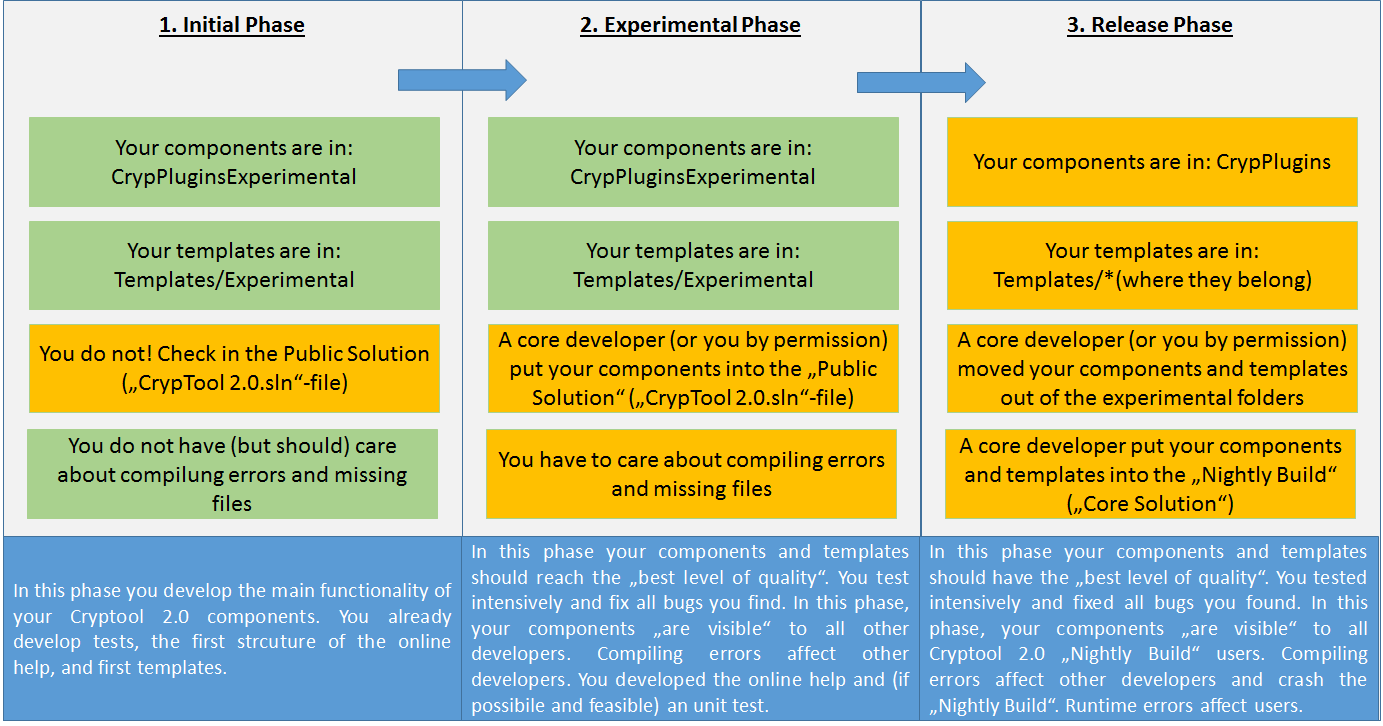 1. Initial Phase
Your components are in:
CrypPluginsExperimental
Your templates are in:
Templates/Experimental
You do not! Check in the Public Solution
(„CrypTool 2.0.sln“-file)
You do not have (but should) care
about compilung errors and missing
files
In this phase you develop the main functionality of
your Cryptool 2.0 components. You already
develop tests, the first strcuture of the online
help, and first templates.
2. Experimental Phase
Your components are in:
CrypPluginsExperimental
Your templates are in:
Templates/Experimental
A core developer (or you by permission)
put your components into the „Public
Solution“ („CrypTool 2.0.sln“-file)
You have to care about compiling errors
and missing files
In this phase your components and templates
should reach the „best level of quality“. You test
intensively and fix all bugs you find. In this phase,
your components „are visible“ to all other
developers. Compiling errors affect other
developers. You developed the online help and (if
possibile and feasible) an unit test.
3. Release Phase
Your components are in: CrypPlugins
Your templates are in:
Templates/*(where they belong)
A core developer (or you by permission)
moved your components and templates
out of the experimental folders
A core developer put your components
and templates into the „Nightly Build“
(„Core Solution“)
In this phase your components and templates
should have the „best level of quality“. You tested
intensively and fixed all bugs you found. In this
phase, your components „are visible“ to all
Cryptool 2.0 „Nightly Build“ users. Compiling
errors affect other developers and crash the
„Nightly Build“. Runtime errors affect users.